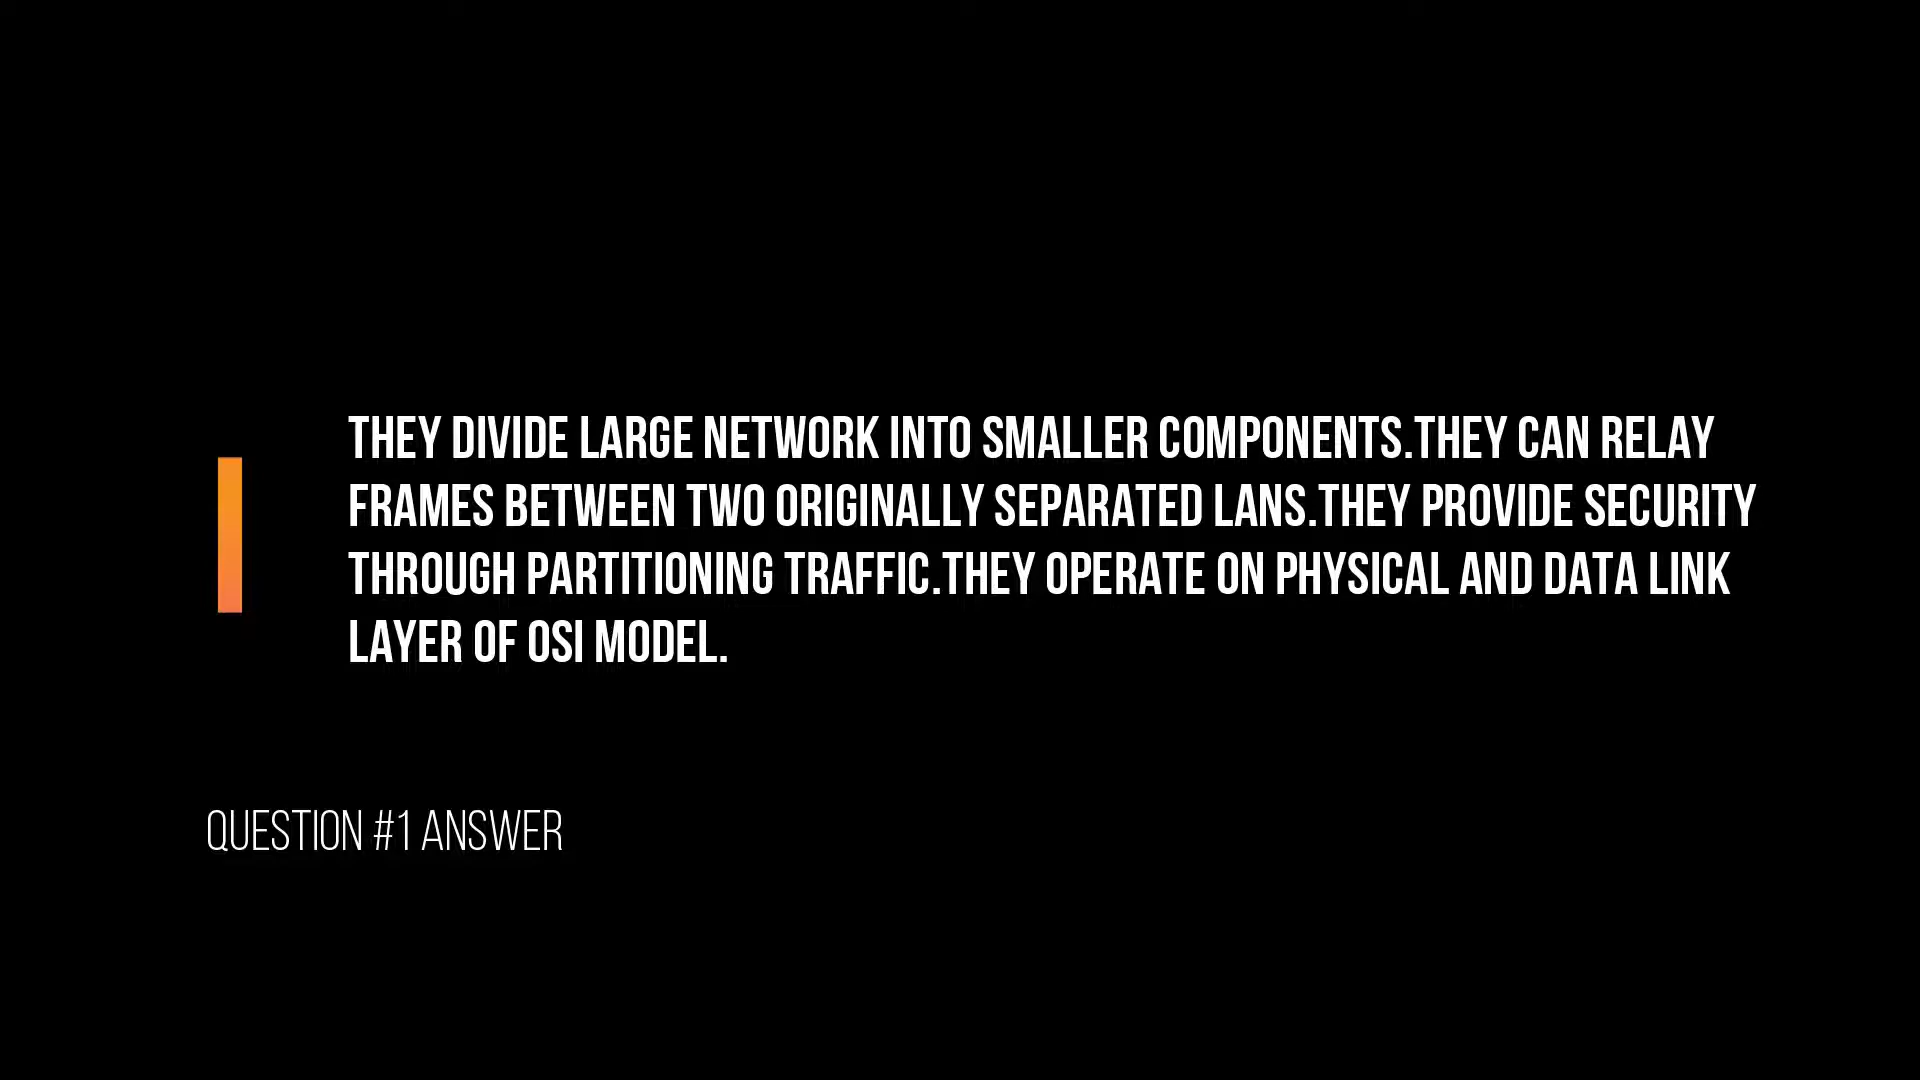 THEY DIVIDE LARGE NETWORK INTO SMALLER COMPONENTS.THEY CAN RELAY
FRAMES BETWEEN TWO ORIGINALLY SEPARATED LANS.THEY PROVIDE SECURITY
THROUGH PARTITIONING TRAFFIC.THEY OPERATE ON PHYSICAL AND DATA LINK
LAYER OF OSI MODEL.
QUESTION #1 ANSWER